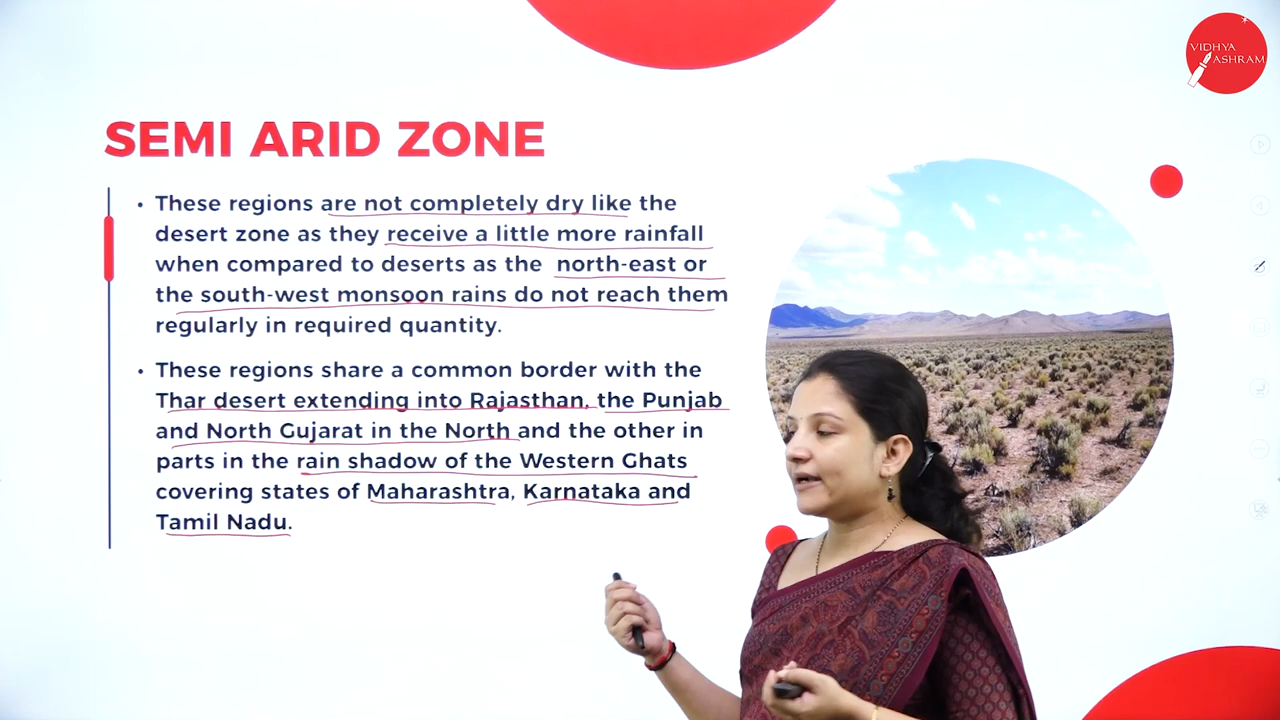 VIDHYA
ASHRAM
SEMI ARID ZONE
• These regions are not completely dry like the
desert zone as they receive a little more rainfall
when compared to deserts as the north-east or
the south-west monsoon rains do not reach them
regularly in required quantity.
• These regions share a common border with the
Thar desert extending into Rajasthan, the Punjab
and North Gujarat in the North and the other in
parts in the rain shadow of the Western Ghats
covering states of Maharashtra, Karnataka and
Tamil Nadu.